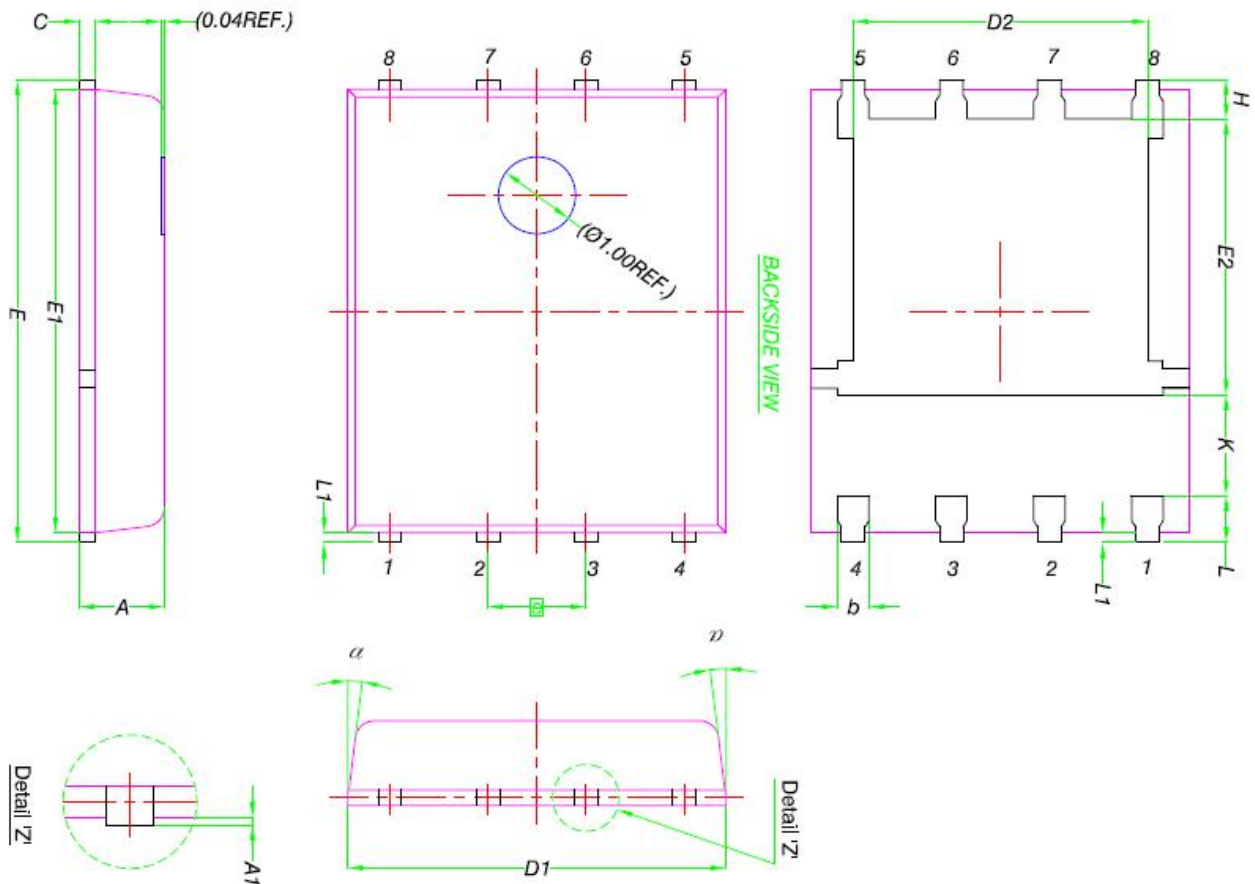 C
(0.04REF.)
D2
8
7
6
5
5
6
7
8
H
E
E1
(Ø1.00REF.)
BACKSIDE VIEW
E2
K
L1
1
2
3
4
4
3
2
1
L
L1
A
e
b
α
α
Detail 'Z'
A1
D1
Detail 'Z'